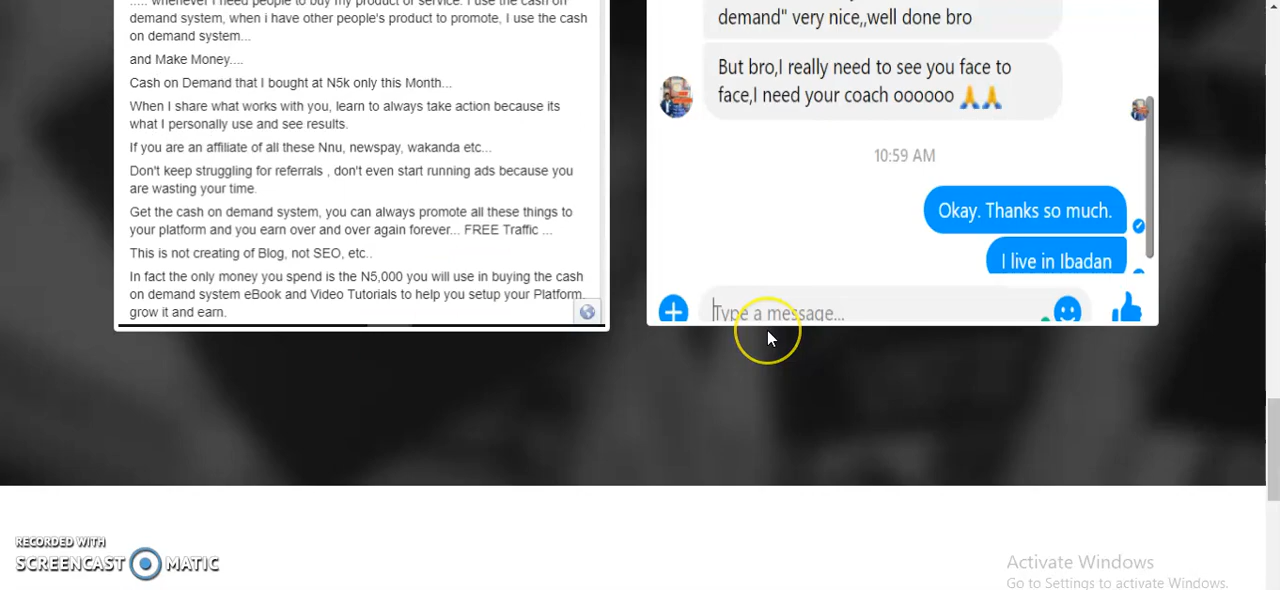 ..... whenever I need people to buy my product or service. I use the cash on
demand system, when i have other people's product to promote, I use the cash
on demand system...
and Make Money....
Cash on Demand that I bought at N5k only this Month...
When I share what works with you, learn to always take action because its
what I personally use and see results.
If you are an affiliate of all these Nnu, newspay, wakanda etc...
Don't keep struggling for referrals , don't even start running ads because you
are wasting your time.
Get the cash on demand system, you can always promote all these things to
your platform and you earn over and over again forever... FREE Traffic ...
This is not creating of Blog, not SEO, etc..
In fact the only money you spend is the N5,000 you will use in buying the cash
on demand system eBook and Video Tutorials to help you setup your Platform,
grow it and earn.
demand" very nice,,well done bro
But bro,I really need to see you face to
face,I need your coach oooooo 🙏🙏
10:59 AM
Okay. Thanks so much.
I live in Ibadan
Type a message...
RECORDED WITH
SCREENCAST MATIC
Activate Windows
Go to Settings to activate Windows.